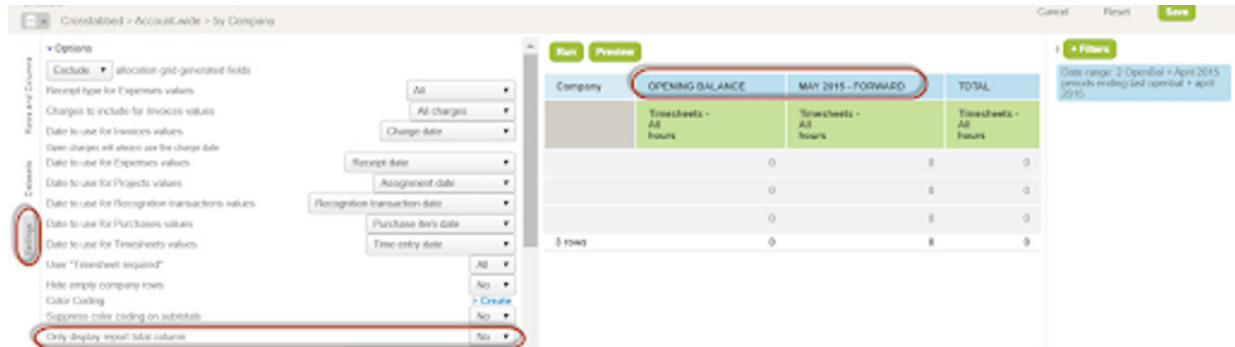 Crosstabbed > Account-wide > by Company
Cancel Reset Save
Rows and Columns
Settings
Options
Exclude allocation grid generated fields
Receipt type for Expenses values All
Charges to include for Invoices values All charges
Date to use for Invoices values Charge date
Open charges will always use the charge date
Date to use for Expenses values Receipt date
Date to use for Projects values Assignment date
Date to use for Recognition transactions values Recognition transaction date
Date to use for Purchases values Purchase item date
Date to use for Timesheets values Time entry date
User "Timesheet required" All
Hide empty company rows No
Color Coding > Create
Suppress color coding on subtotals No
Only display report total column No
Run Preview
Company OPENING BALANCE MAY 2015 - FORWARD TOTAL
Timesheets - Timesheets - Timesheets -
All All All
hours hours hours
0 0 0
0 0 0
0 0 0
3 rows 0 0 0
+ Filters
Date range: 2 OpenBal + April 2015
periods ending last openbal + april
2015